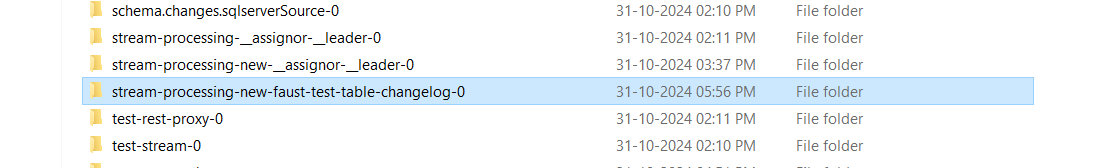 schema.changes.sqlserverSource-0 31-10-2024 02:10 PM File folder
stream-processing-__assignor-__leader-0 31-10-2024 02:11 PM File folder
stream-processing-new-__assignor-__leader-0 31-10-2024 03:37 PM File folder
stream-processing-new-faust-test-table-changelog-0 31-10-2024 05:56 PM File folder
test-rest-proxy-0 31-10-2024 02:11 PM File folder
test-stream-0 31-10-2024 02:10 PM File folder